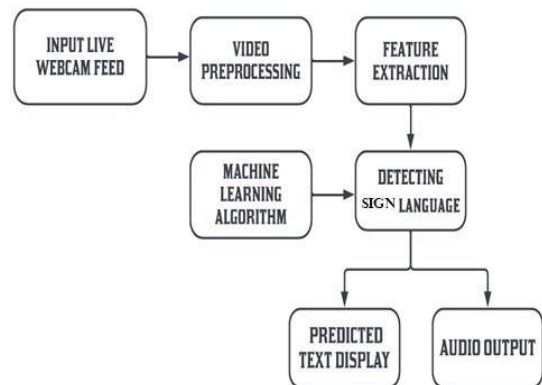 INPUT LIVE
WEBCAM FEED
VIDEO
PREPROCESSING
FEATURE
EXTRACTION
MACHINE
LEARNING
ALGORITHM
DETECTING
SIGN LANGUAGE
PREDICTED
TEXT DISPLAY
AUDIO OUTPUT